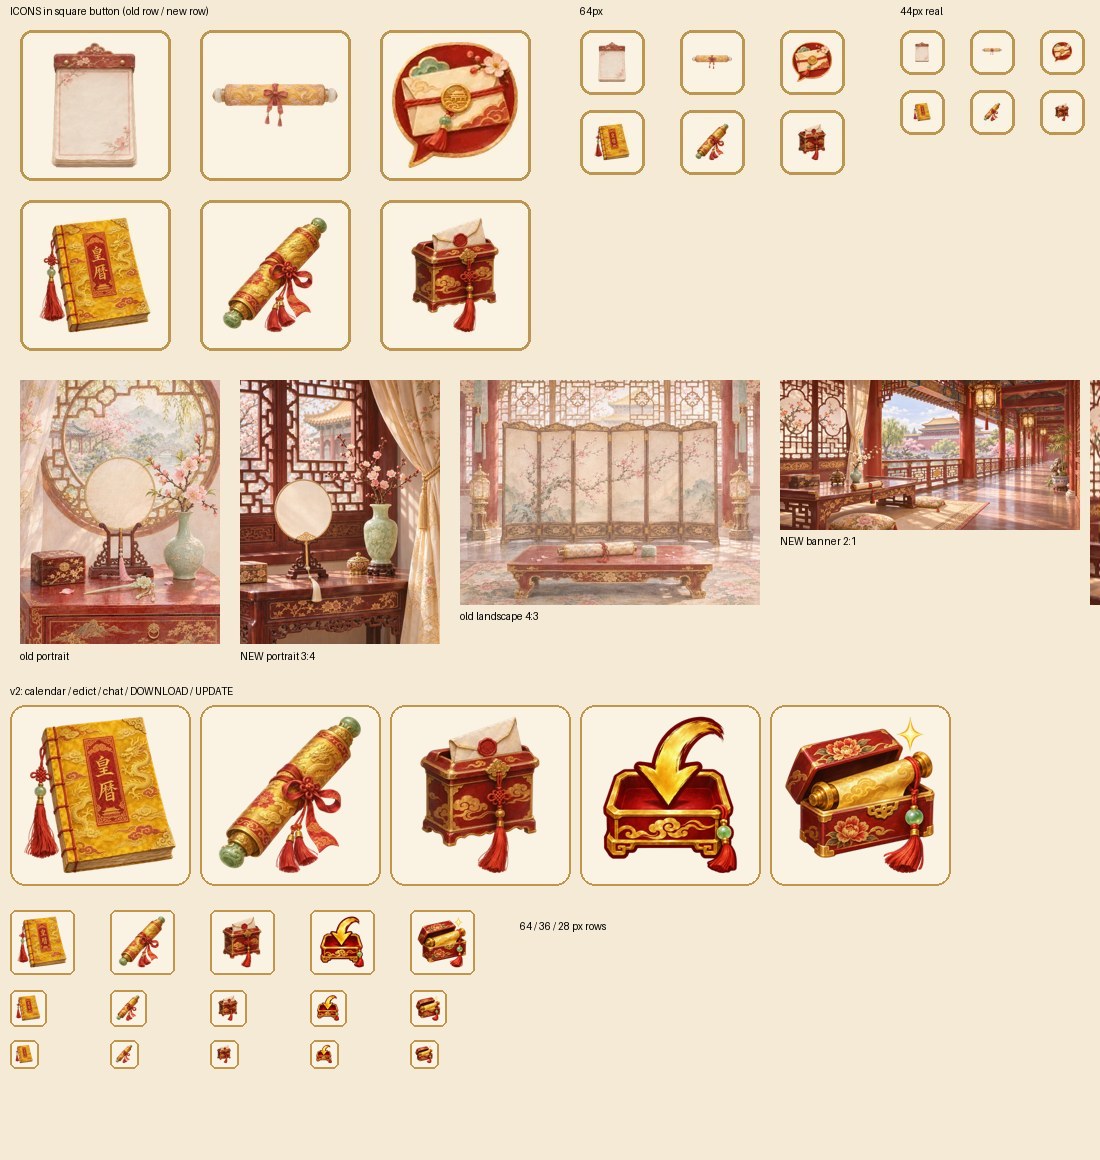 ICONS in square button (old row / new row)
64px
44px real
皇曆
old portrait
NEW portrait 3:4
old landscape 4:3
NEW banner 2:1
v2: calendar / edict / chat / DOWNLOAD / UPDATE
皇曆
64 / 36 / 28 px rows